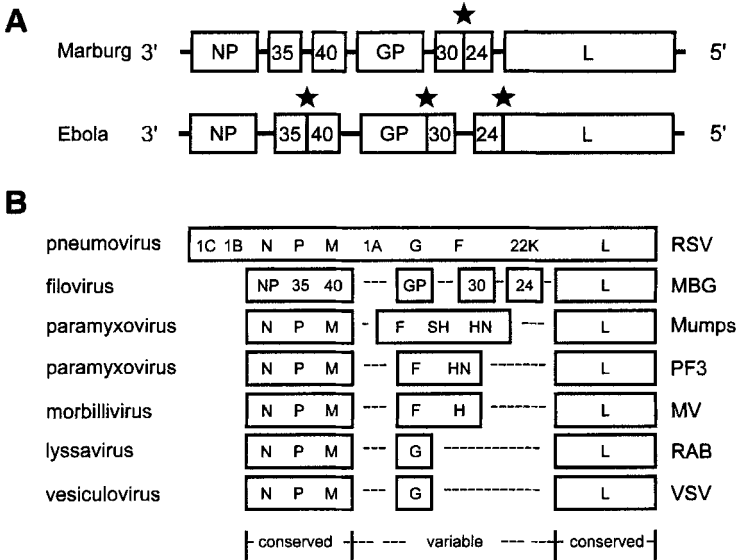 A
Marburg 3' NP 35 40 GP 30 24 L 5'
Ebola 3' NP 35 40 GP 30 24 L 5'
B
pneumovirus 1C 1B N P M 1A G F 22K L RSV
filovirus NP 35 40 GP 30 24 L MBG
paramyxovirus N P M F SH HN L Mumps
paramyxovirus N P M F HN L PF3
morbillivirus N P M F H L MV
lyssavirus N P M G L RAB
vesiculovirus N P M G L VSV
conserved variable conserved